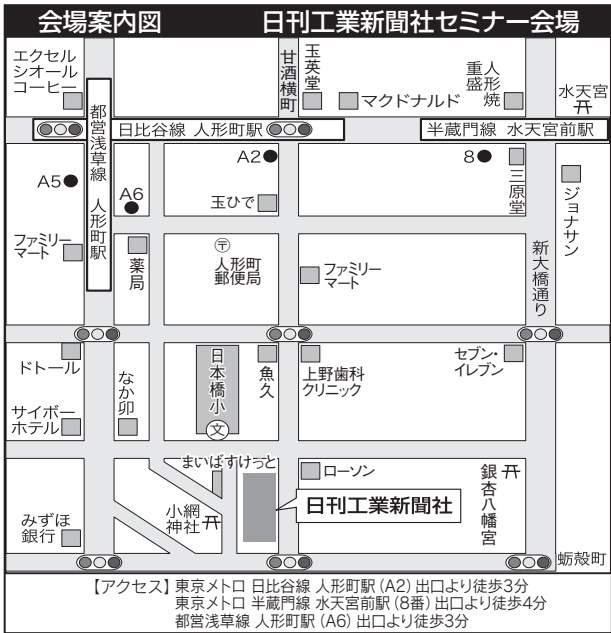 会場案内図 日刊工業新聞社セミナー会場
エクセル
シオール
コーヒー
甘酒横町
玉英堂
マクドナルド
重盛
人形焼
水天宮
都営浅草線 人形町駅
日比谷線 人形町駅
半蔵門線 水天宮前駅
A5
A6
A2
8
玉ひで
三原堂
ジョナサン
ファミリー
マート
薬局
〒
人形町
郵便局
ファミリー
マート
新大橋通り
ドトール
なか卯
日本橋小
文
魚久
上野歯科
クリニック
セブン・
イレブン
サイボー
ホテル
まいばすけっと
ローソン
銀杏八幡宮
日刊工業新聞社
小網
神社
みずほ
銀行
蛎殻町
【アクセス】東京メトロ 日比谷線 人形町駅(A2)出口より徒歩3分
東京メトロ 半蔵門線 水天宮前駅(8番)出口より徒歩4分
都営浅草線 人形町駅(A6)出口より徒歩3分